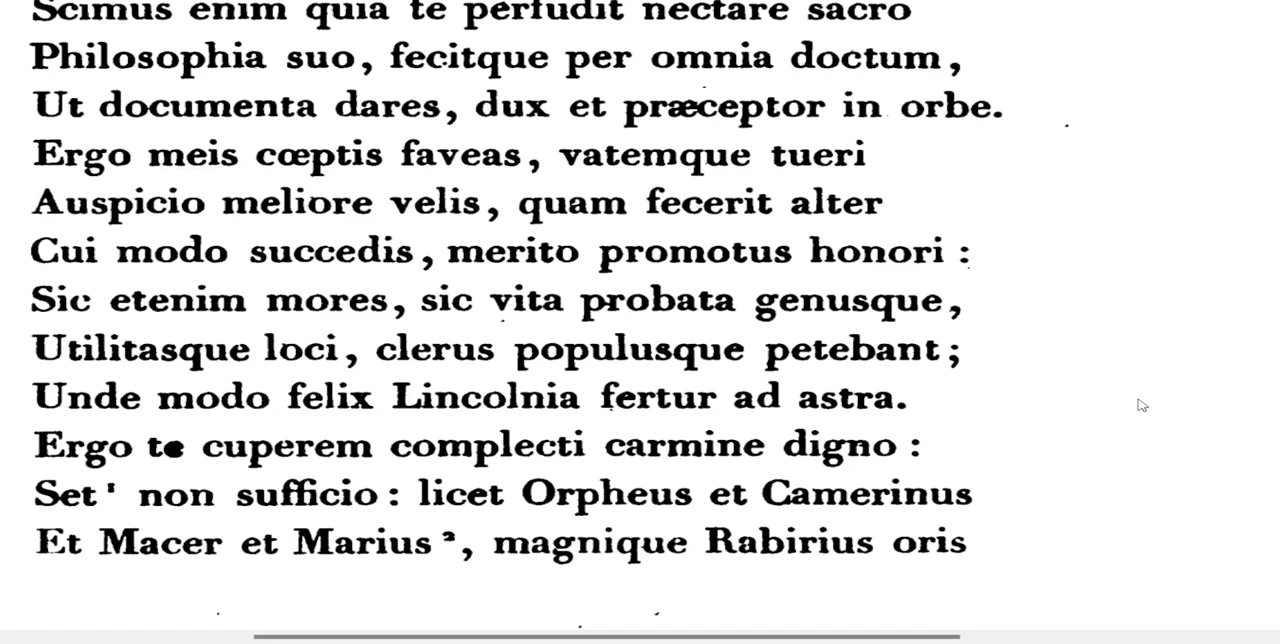 Scimus enim quia te perfudit nectare sacro
Philosophia suo, fecitque per omnia doctum,
Ut documenta dares, dux et præceptor in orbe.
Ergo meis cœptis faveas, vatemque tueri
Auspicio meliore velis, quam fecerit alter
Cui modo succedis, merito promotus honori :
Sic etenim mores, sic vita probata genusque,
Utilitasque loci, clerus populusque petebant;
Unde modo felix Lincolnia fertur ad astra.
Ergo te cuperem complecti carmine digno :
Set ¹ non sufficio : licet Orpheus et Camerinus
Et Macer et Marius ², magnique Rabirius oris